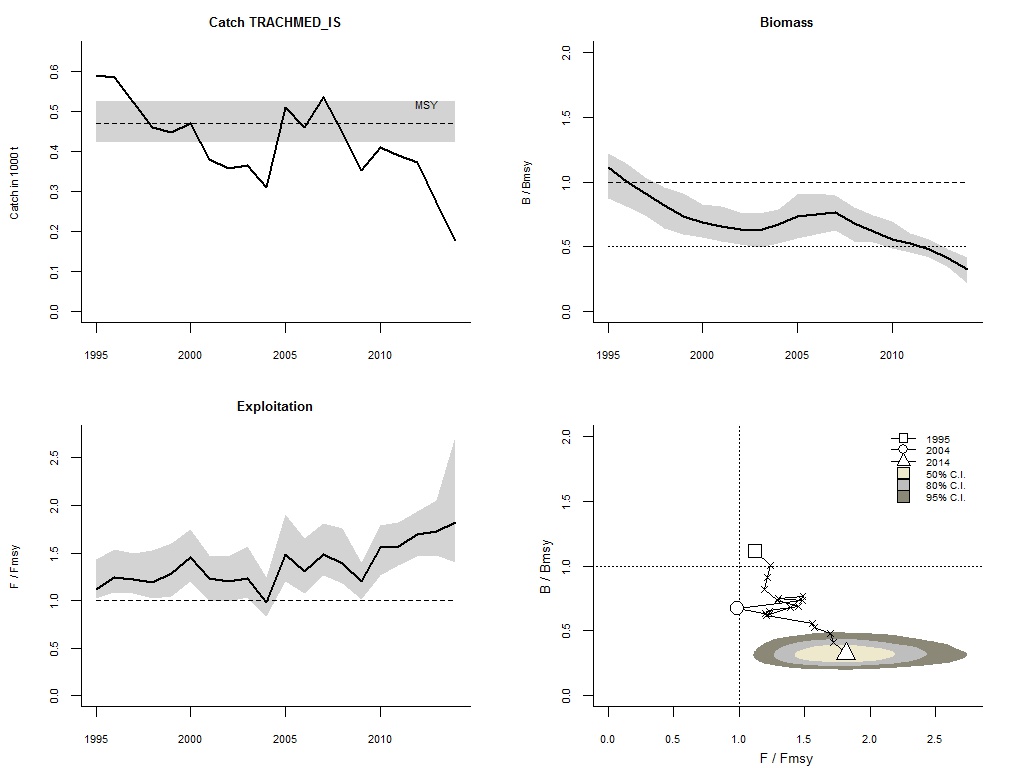 Catch TRACHMED_IS
Catch in 1000 t
0.0 0.1 0.2 0.3 0.4 0.5 0.6
MSY
1995 2000 2005 2010
Biomass
B / Bmsy
0.0 0.5 1.0 1.5 2.0
1995 2000 2005 2010
Exploitation
F / Fmsy
0.0 0.5 1.0 1.5 2.0 2.5
1995 2000 2005 2010
B / Bmsy
0.0 0.5 1.0 1.5 2.0
1995
2004
2014
50% C.I.
80% C.I.
95% C.I.
0.0 0.5 1.0 1.5 2.0 2.5
F / Fmsy